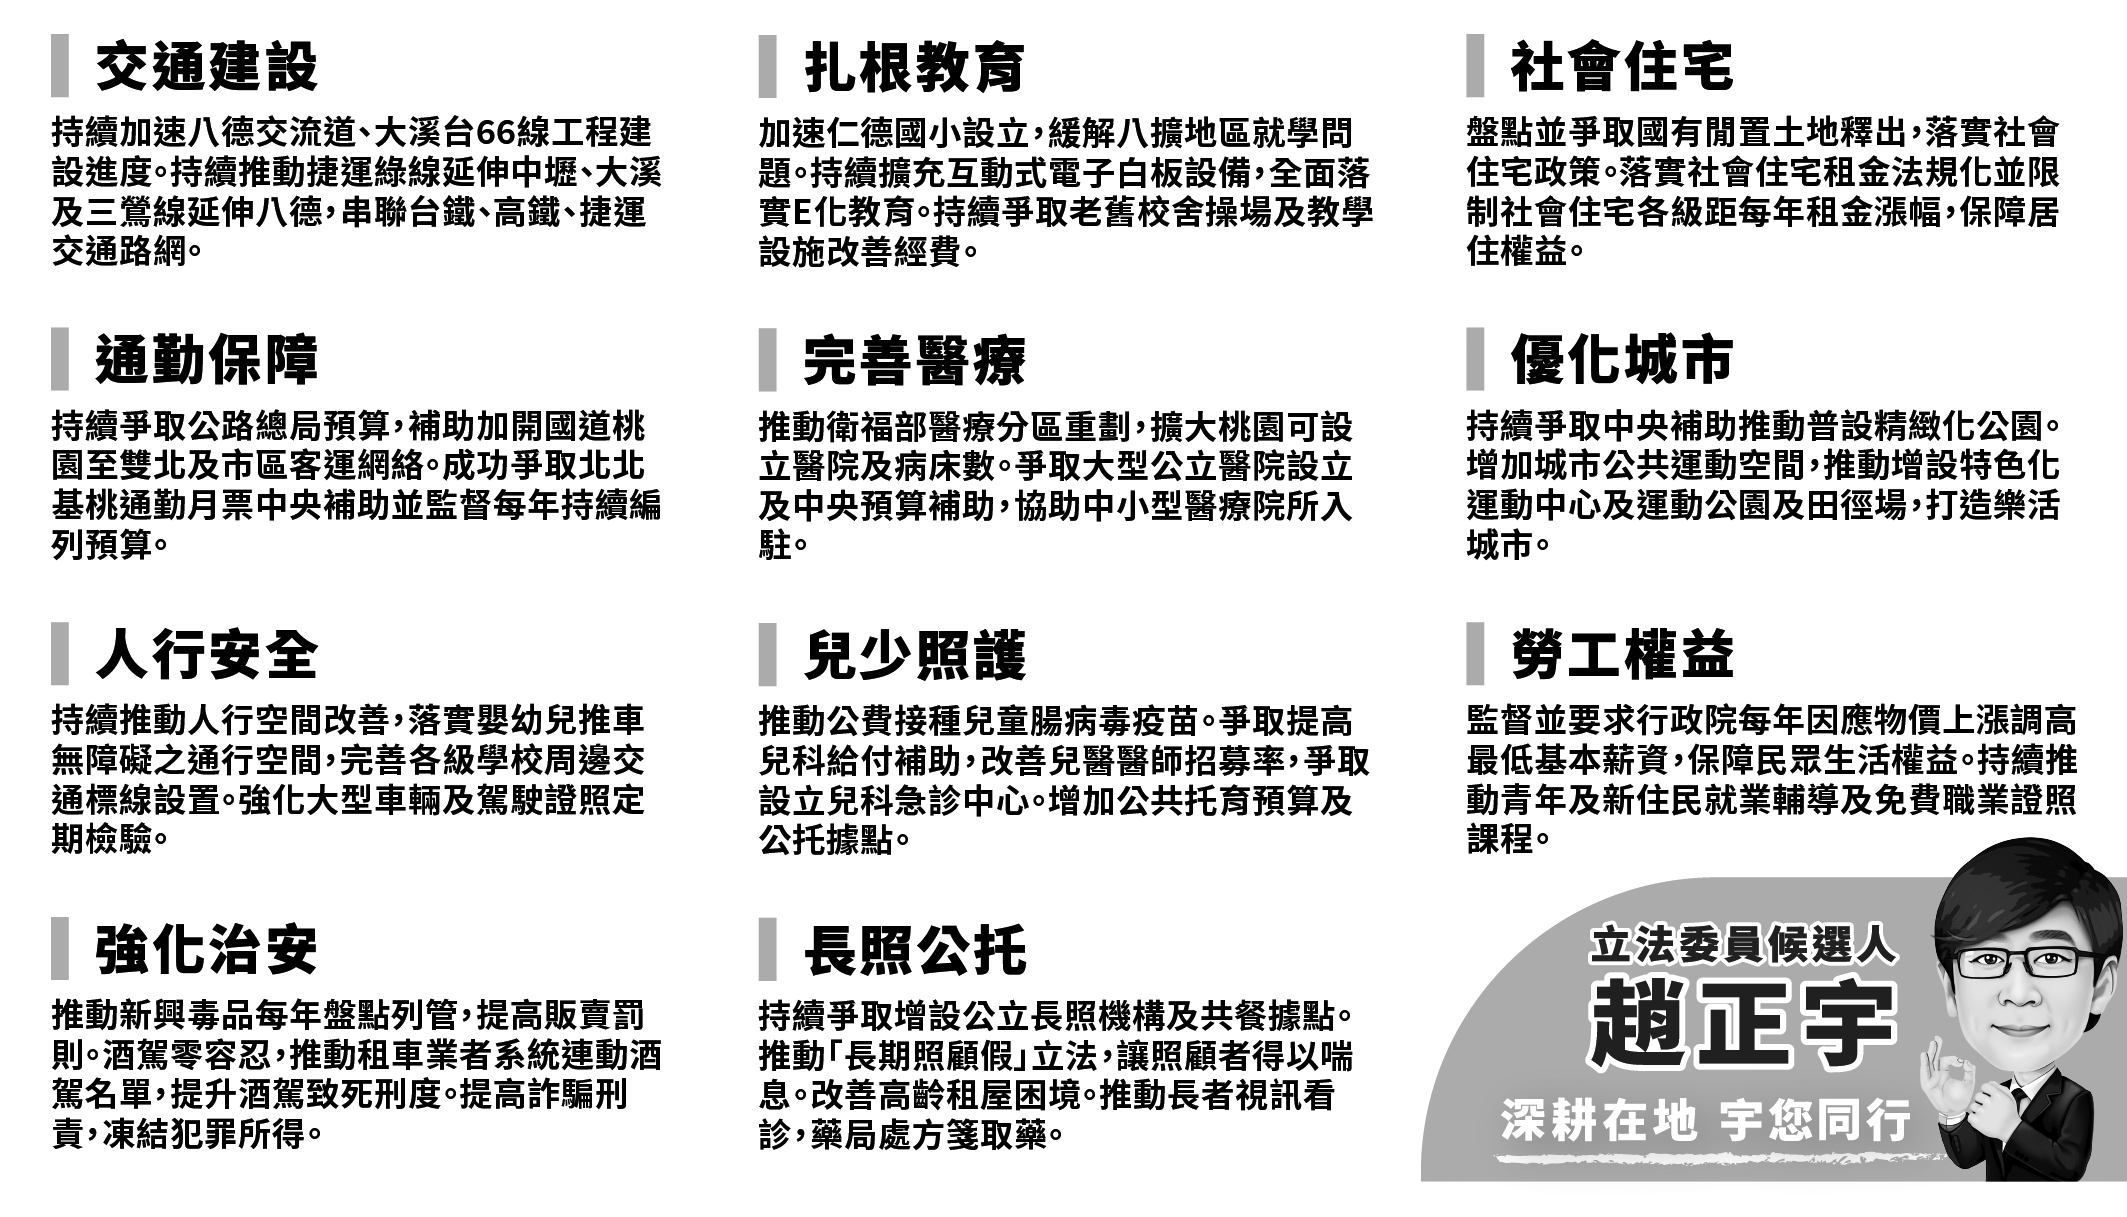 交通建設
持續加速八德交流道、大溪台66線工程建
設進度。持續推動捷運綠線延伸中壢、大溪
及三鶯線延伸八德,串聯台鐵、高鐵、捷運
交通路網。
通勤保障
持續爭取公路總局預算,補助加開國道桃
園至雙北及市區客運網絡。成功爭取北北
基桃通勤月票中央補助並監督每年持續編
列預算。
人行安全
持續推動人行空間改善,落實嬰幼兒推車
無障礙之通行空間,完善各級學校周邊交
通標線設置。強化大型車輛及駕駛證照定
期檢驗。
強化治安
推動新興毒品每年盤點列管,提高販賣罰
則。酒駕零容忍,推動租車業者系統連動酒
駕名單,提升酒駕致死刑度。提高詐騙刑
責,凍結犯罪所得。
扎根教育
加速仁德國小設立,緩解八擴地區就學問
題。持續擴充互動式電子白板設備,全面落
實E化教育。持續爭取老舊校舍操場及教學
設施改善經費。
完善醫療
推動衛福部醫療分區重劃,擴大桃園可設
立醫院及病床數。爭取大型公立醫院設立
及中央預算補助,協助中小型醫療院所入
駐。
兒少照護
推動公費接種兒童腸病毒疫苗。爭取提高
兒科給付補助,改善兒醫醫師招募率,爭取
設立兒科急診中心。增加公共托育預算及
公托據點。
長照公托
持續爭取增設公立長照機構及共餐據點。
推動「長期照顧假」立法,讓照顧者得以喘
息。改善高齡租屋困境。推動長者視訊看
診,藥局處方箋取藥。
社會住宅
盤點並爭取國有閒置土地釋出,落實社會
住宅政策。落實社會住宅租金法規化並限
制社會住宅各級距每年租金漲幅,保障居
住權益。
優化城市
持續爭取中央補助推動普設精緻化公園。
增加城市公共運動空間,推動增設特色化
運動中心及運動公園及田徑場,打造樂活
城市。
勞工權益
監督並要求行政院每年因應物價上漲調高
最低基本薪資,保障民眾生活權益。持續推
動青年及新住民就業輔導及免費職業證照
課程。
立法委員候選人
趙正宇
深耕在地 宇您同行